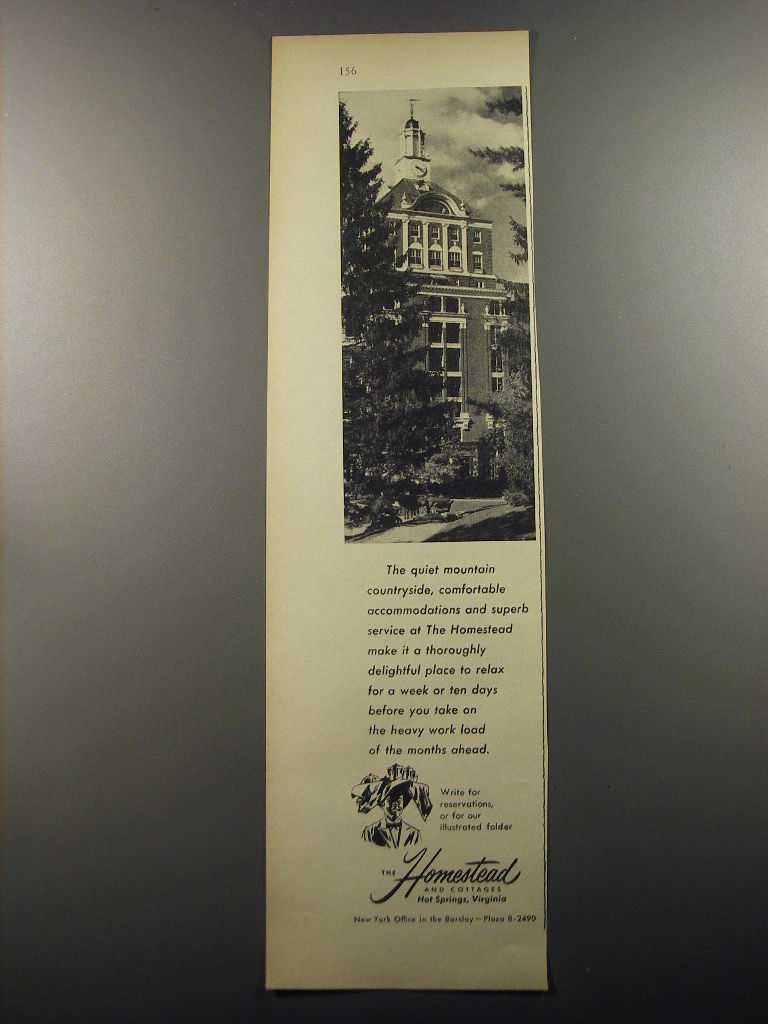 156
The quiet mountain
countryside, comfortable
accommodations and superb
service at The Homestead
make it a thoroughly
delightful place to relax
for a week or ten days
before you take on
the heavy work load
of the months ahead.
Write for
reservations,
or for our
illustrated folder
THE Homestead
AND COTTAGES
Hot Springs, Virginia
New York Office in the Barclay—Plaza 8-2490